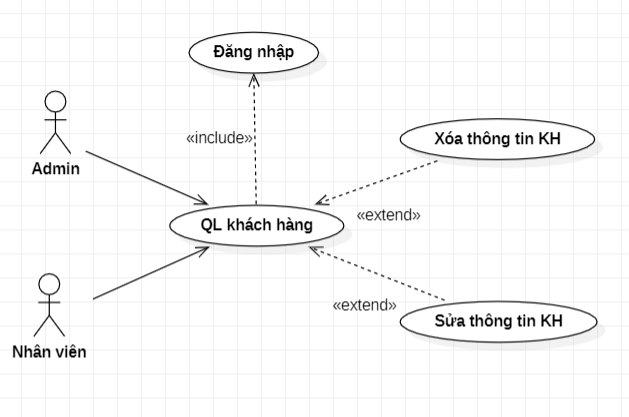 Đăng nhập
«include»
Xóa thông tin KH
Admin
«extend»
QL khách hàng
«extend»
Sửa thông tin KH
Nhân viên